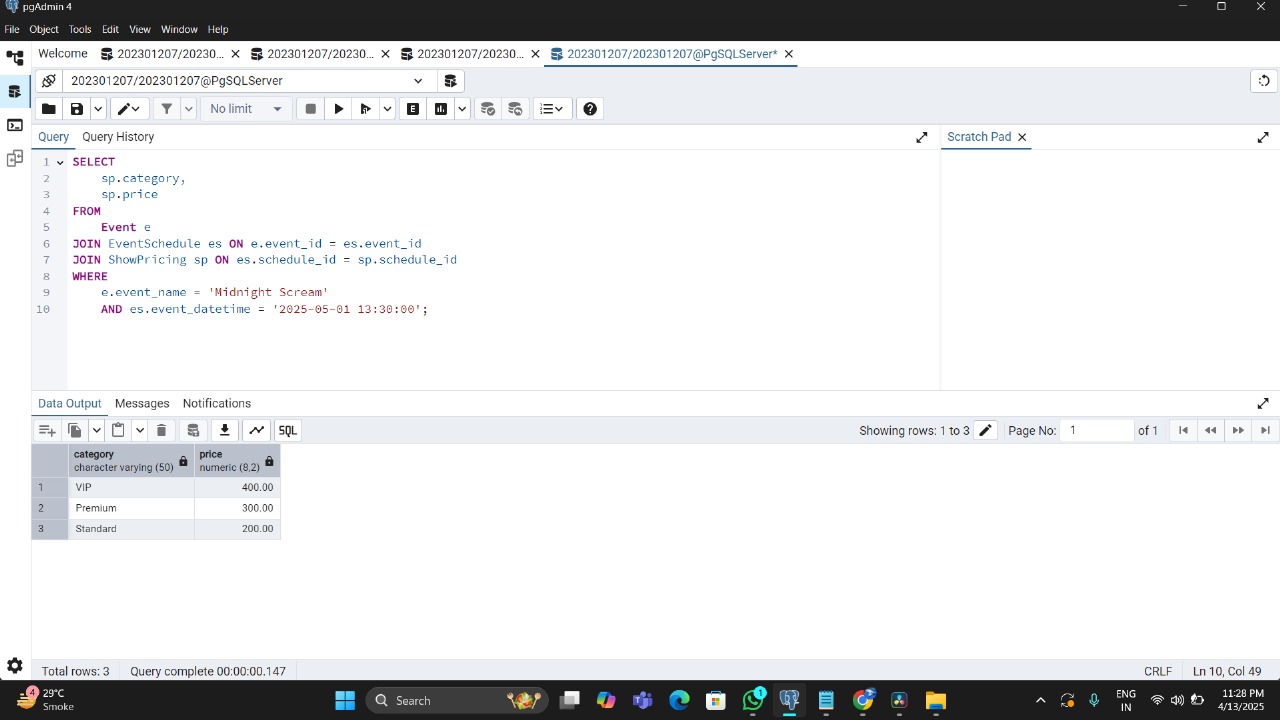 pgAdmin 4
File Object Tools Edit View Window Help
Welcome 202301207/20230... 202301207/20230... 202301207/20230... 202301207/202301207@PgSQLServer*
202301207/202301207@PgSQLServer
No limit
Query Query History
Scratch Pad
1 SELECT
2 sp.category,
3 sp.price
4 FROM
5 Event e
6 JOIN EventSchedule es ON e.event_id = es.event_id
7 JOIN ShowPricing sp ON es.schedule_id = sp.schedule_id
8 WHERE
9 e.event_name = 'Midnight Scream'
10 AND es.event_datetime = '2025-05-01 13:30:00';
Data Output Messages Notifications
SQL
Showing rows: 1 to 3 Page No: 1 of 1
category price
character varying (50) numeric (8,2)
1 VIP 400.00
2 Premium 300.00
3 Standard 200.00
Total rows: 3 Query complete 00:00:00.147 CRLF Ln 10, Col 49
4 29°C
Smoke
Search
1
ENG
IN
11:28 PM
4/13/2025